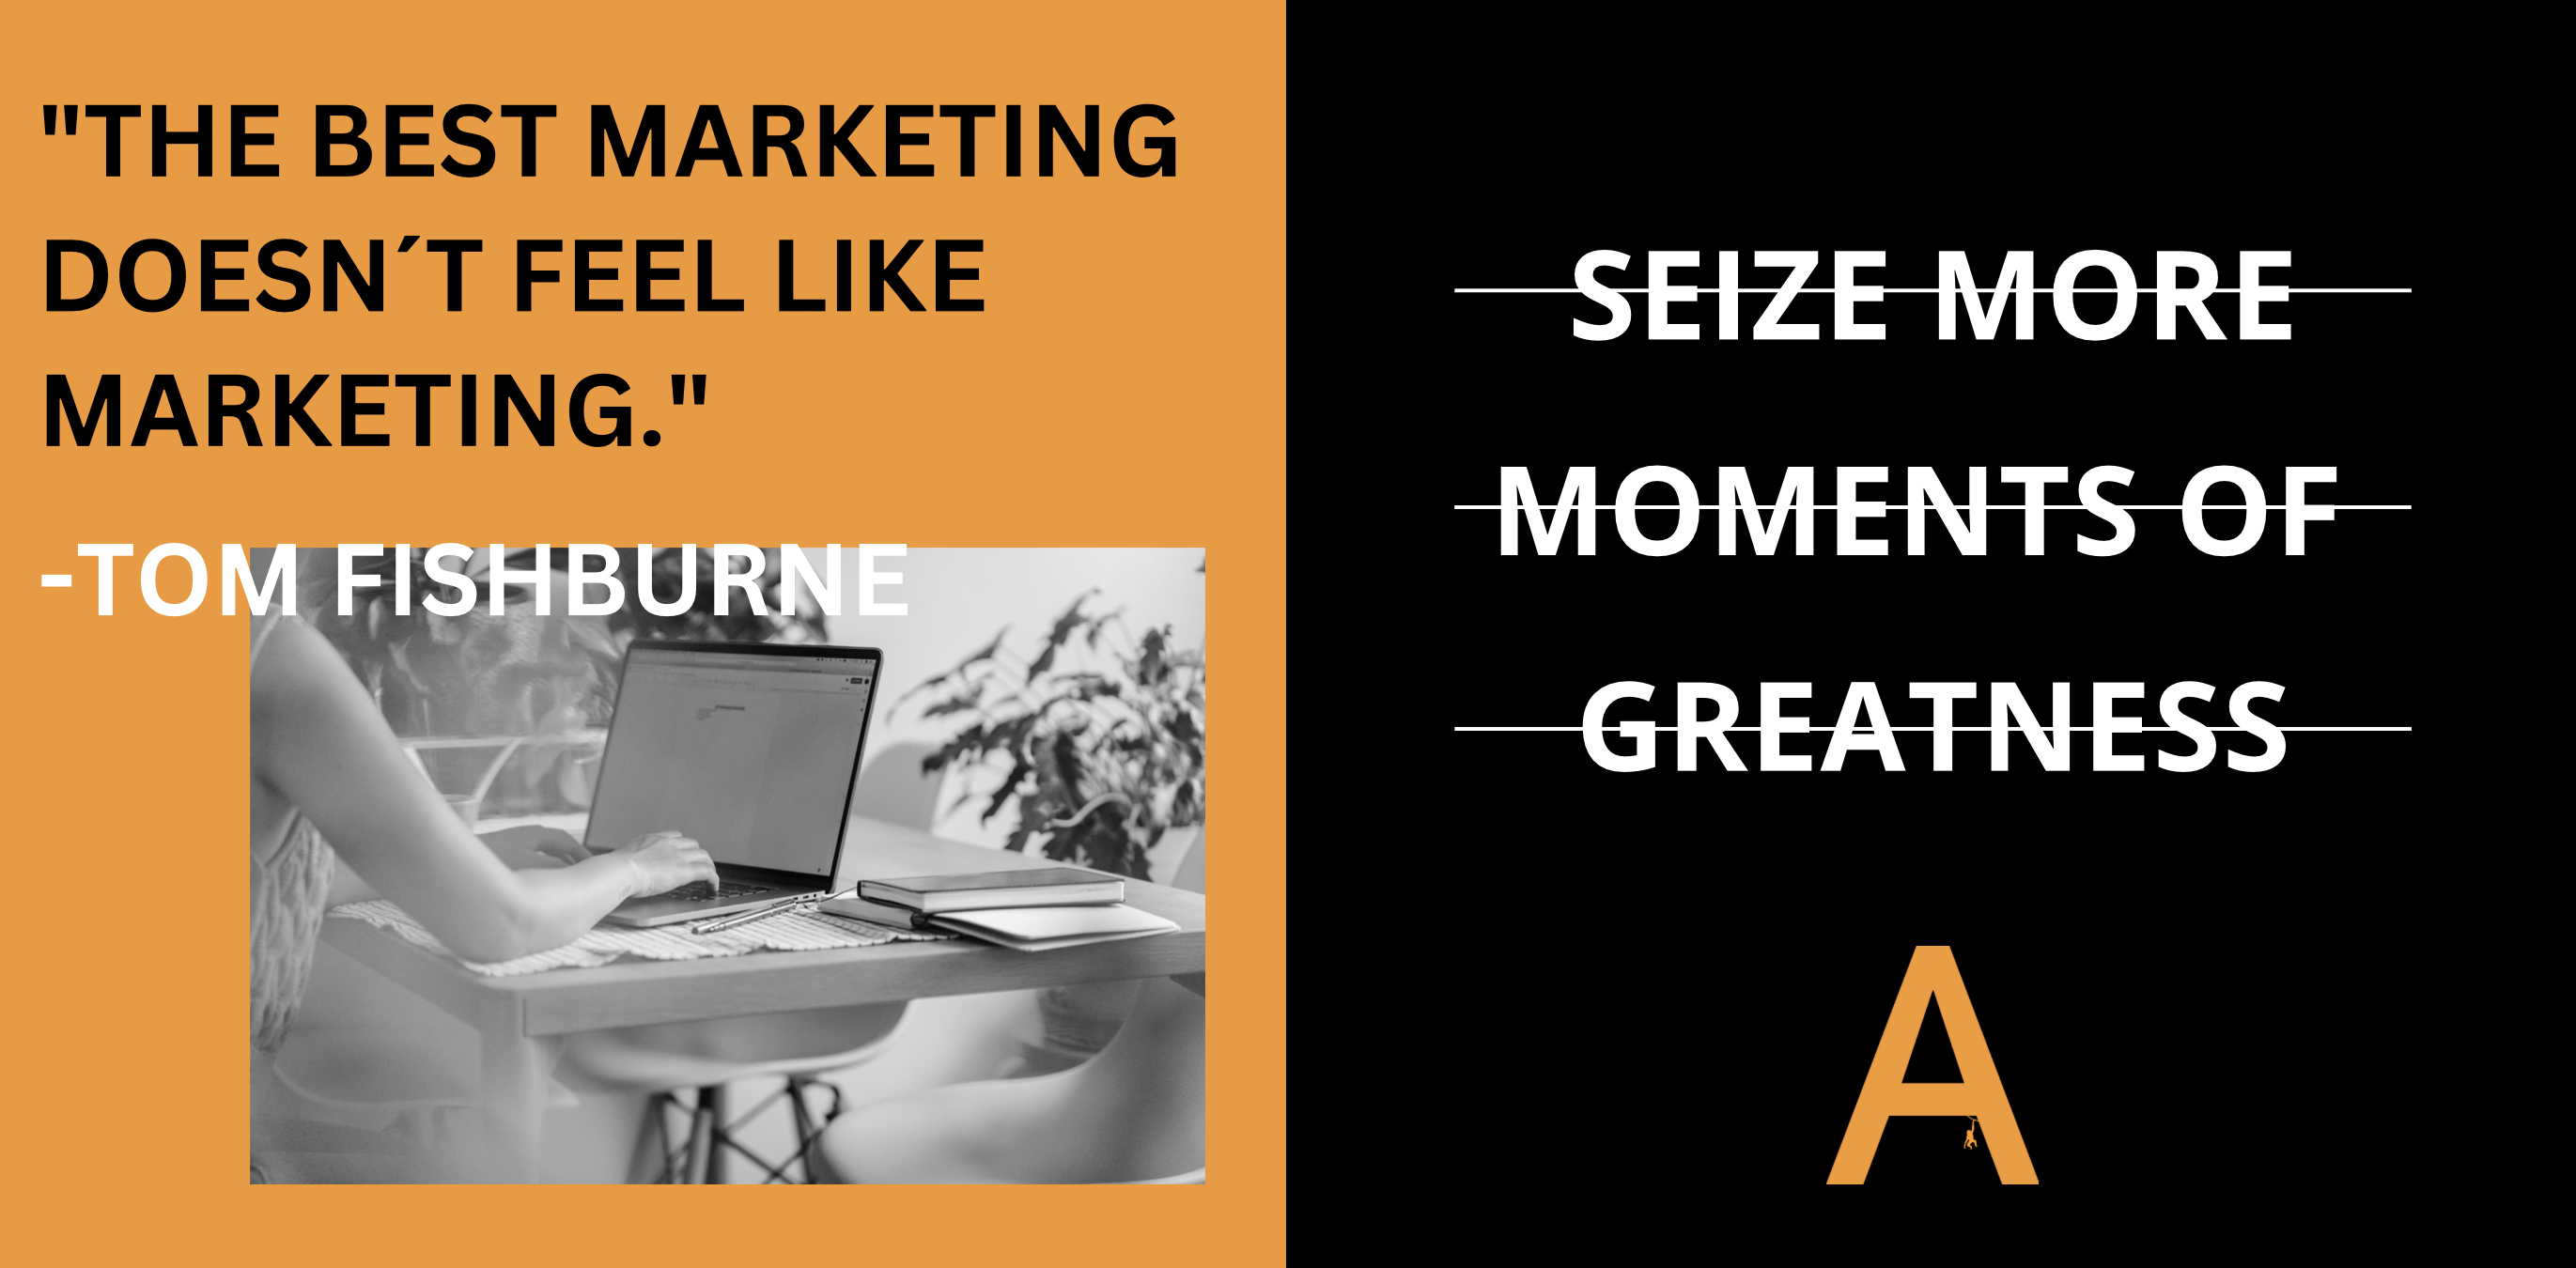 "THE BEST MARKETING
DOESN´T FEEL LIKE
MARKETING."
-TOM FISHBURNE
SEIZE MORE
MOMENTS OF
GREATNESS
A